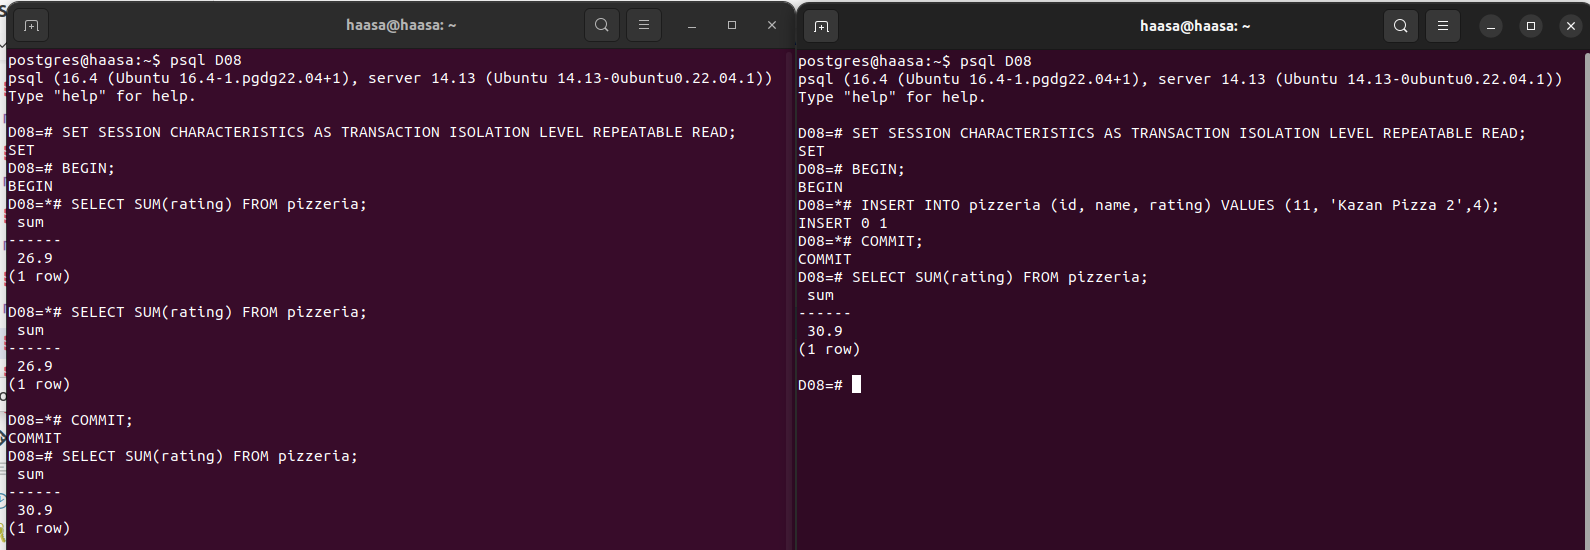 haasa@haasa: ~
postgres@haasa:~$ psql D08
psql (16.4 (Ubuntu 16.4-1.pgdg22.04+1), server 14.13 (Ubuntu 14.13-0ubuntu0.22.04.1))
Type "help" for help.
D08=# SET SESSION CHARACTERISTICS AS TRANSACTION ISOLATION LEVEL REPEATABLE READ;
SET
D08=# BEGIN;
BEGIN
D08=*# SELECT SUM(rating) FROM pizzeria;
sum
------
26.9
(1 row)
D08=*# SELECT SUM(rating) FROM pizzeria;
sum
------
26.9
(1 row)
D08=*# COMMIT;
COMMIT
D08=# SELECT SUM(rating) FROM pizzeria;
sum
------
30.9
(1 row)
haasa@haasa: ~
postgres@haasa:~$ psql D08
psql (16.4 (Ubuntu 16.4-1.pgdg22.04+1), server 14.13 (Ubuntu 14.13-0ubuntu0.22.04.1))
Type "help" for help.
D08=# SET SESSION CHARACTERISTICS AS TRANSACTION ISOLATION LEVEL REPEATABLE READ;
SET
D08=# BEGIN;
BEGIN
D08=*# INSERT INTO pizzeria (id, name, rating) VALUES (11, 'Kazan Pizza 2',4);
INSERT 0 1
D08=*# COMMIT;
COMMIT
D08=# SELECT SUM(rating) FROM pizzeria;
sum
------
30.9
(1 row)
D08=#